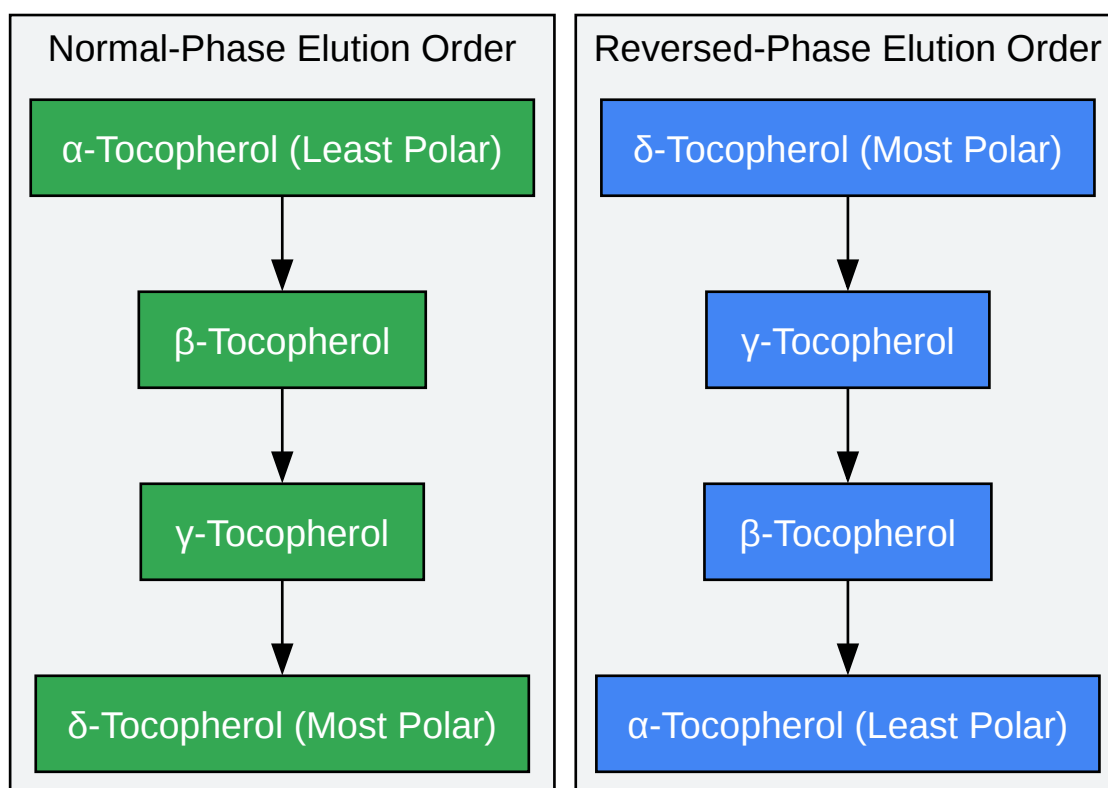 Normal-Phase Elution Order
α-Tocopherol (Least Polar)
β-Tocopherol
γ-Tocopherol
δ-Tocopherol (Most Polar)
Reversed-Phase Elution Order
δ-Tocopherol (Most Polar)
γ-Tocopherol
β-Tocopherol
α-Tocopherol (Least Polar)